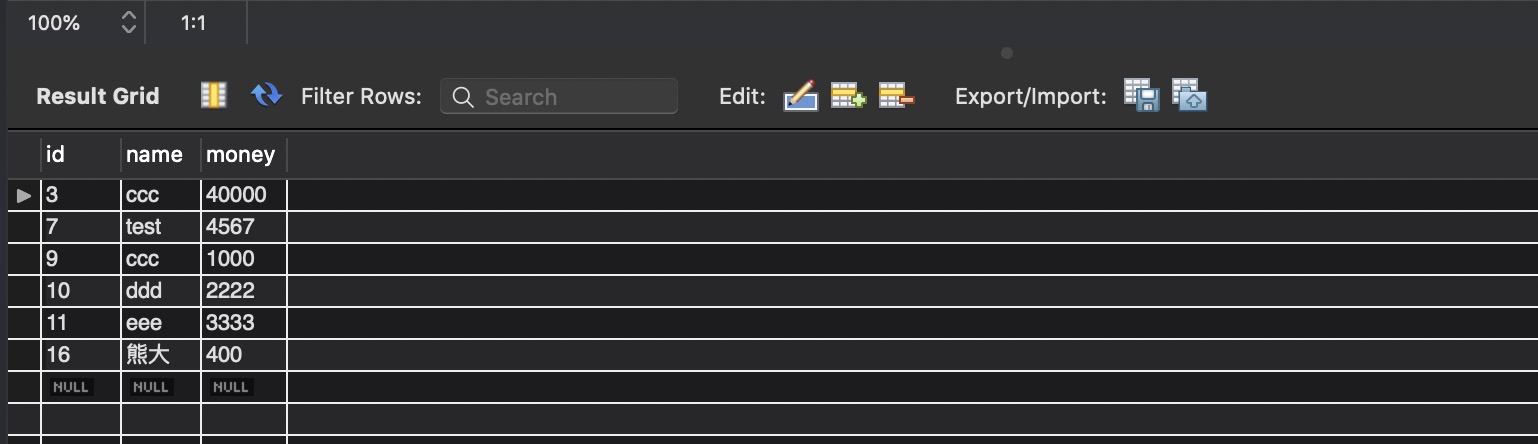 100% 1:1
Result Grid Filter Rows: Search Edit: Export/Import:
id name money
3 ccc 40000
7 test 4567
9 ccc 1000
10 ddd 2222
11 eee 3333
16 熊大 400
NULL NULL NULL